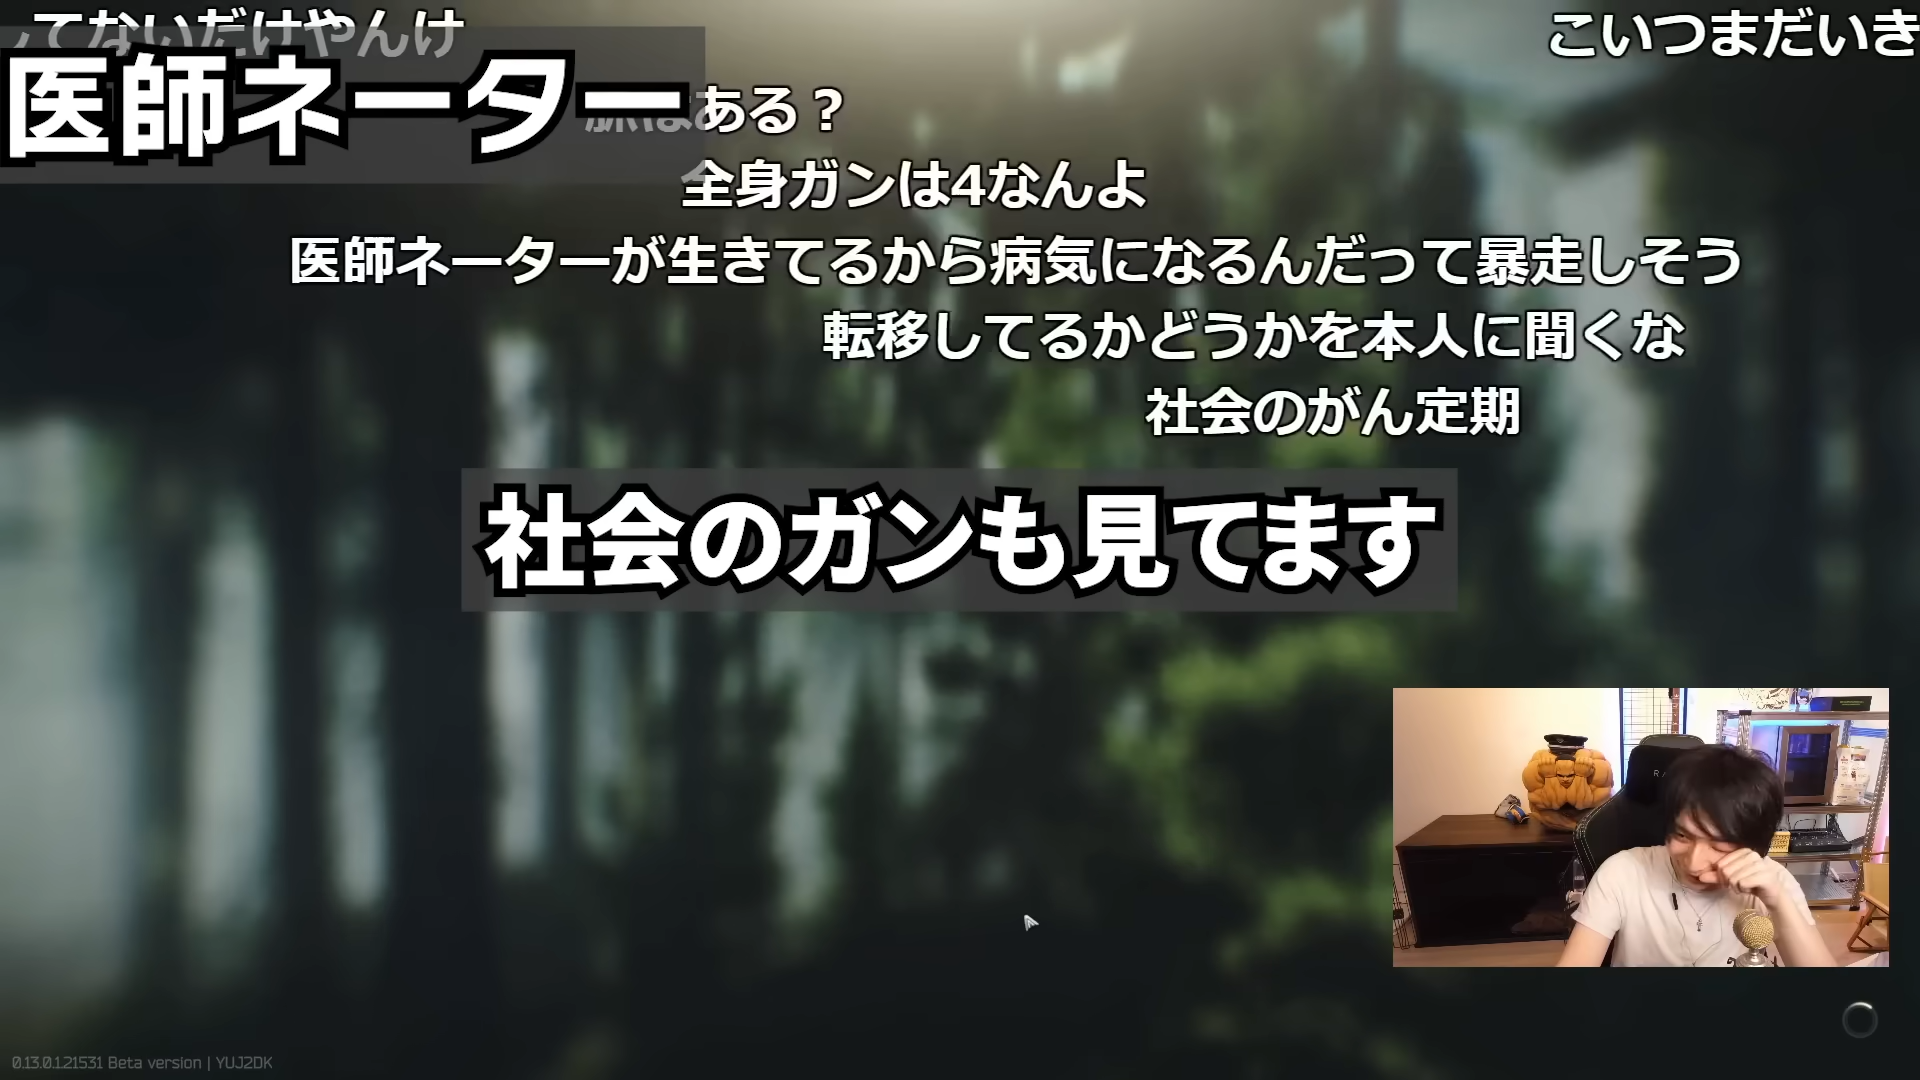 ってないだけやんけ
こいつまだいき
医師ネーター
ある？
全身ガンは4なんよ
医師ネーターが生きてるから病気になるんだって暴走しそう
転移してるかどうかを本人に聞くな
社会のがん定期
社会のガンも見てます
0.13.0.1.21531 Beta version | YUJ2DK